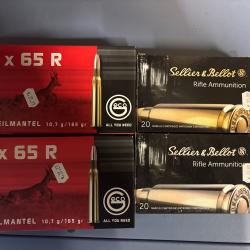 x 65 R
GECO
ALL YOU NEED
EILMANTEL 10,7 g/165 gr
Sellier & Bellot
Rifle Ammunition
20
x 65 R
GECO
ALL YOU NEED
EILMANTEL 10,7 g/165 gr
Sellier & Bellot
Rifle Ammunition
20